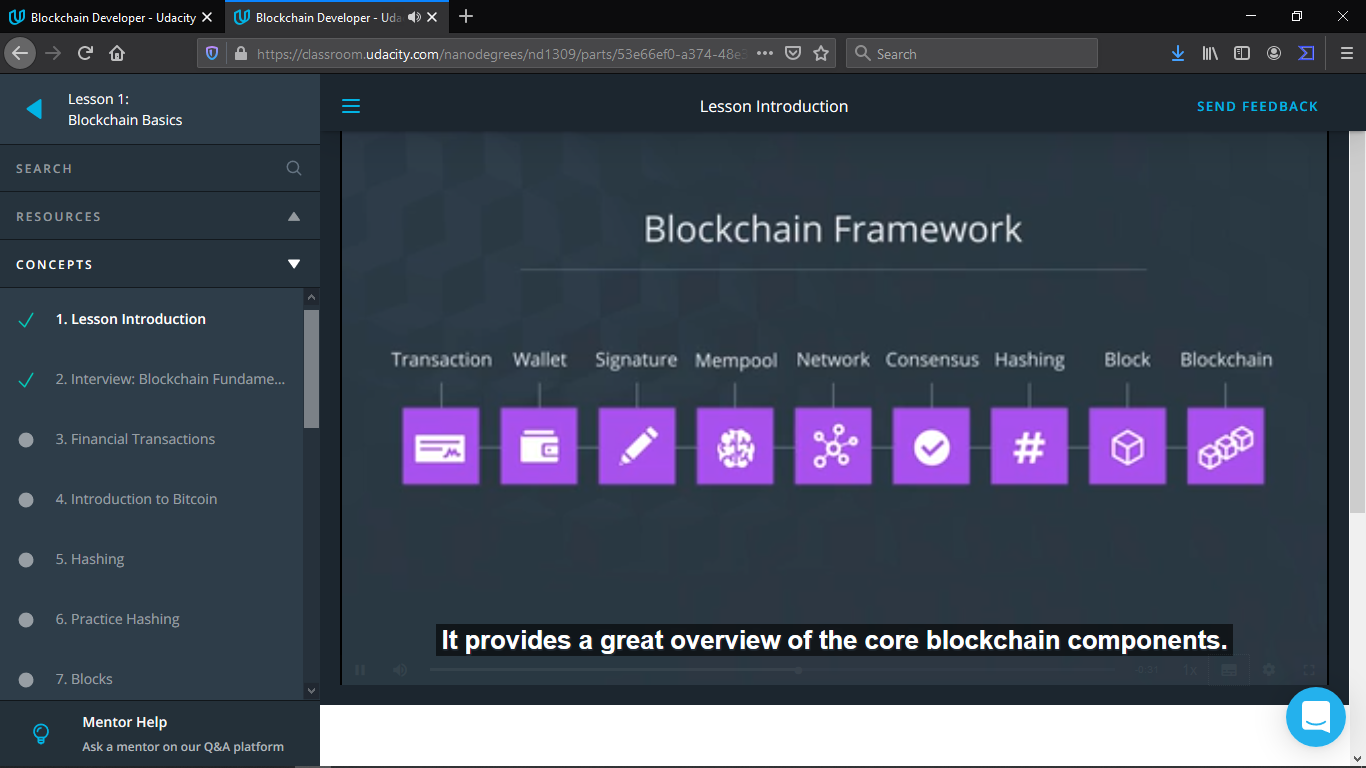 Blockchain Developer - Udacity
Blockchain Developer - Uda
https://classroom.udacity.com/nanodegrees/nd1309/parts/53e66ef0-a374-48e
Search
Lesson 1:
Blockchain Basics
Lesson Introduction
SEND FEEDBACK
SEARCH
RESOURCES
CONCEPTS
1. Lesson Introduction
2. Interview: Blockchain Fundame...
3. Financial Transactions
4. Introduction to Bitcoin
5. Hashing
6. Practice Hashing
7. Blocks
Mentor Help
Ask a mentor on our Q&A platform
Blockchain Framework
Transaction Wallet Signature Mempool Network Consensus Hashing Block Blockchain
#
It provides a great overview of the core blockchain components.
1x